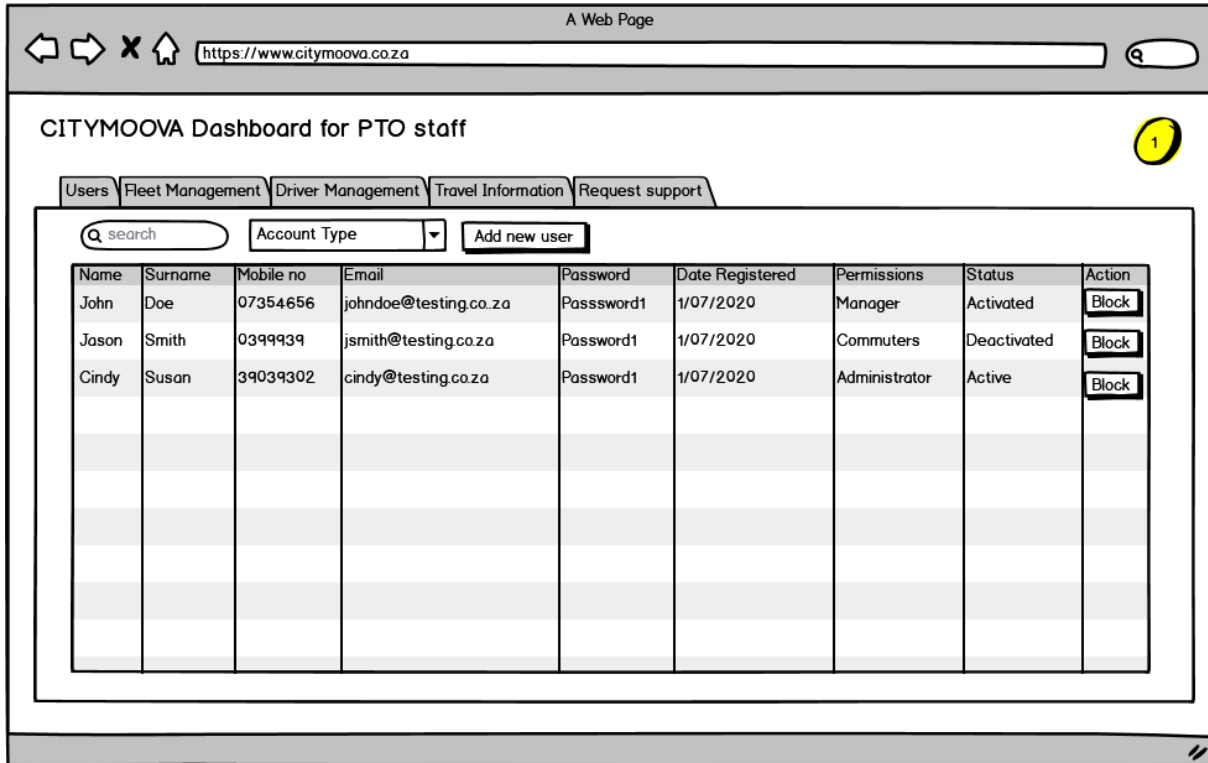 A Web Page
https://www.citymoova.co.za
CITYMOOVA Dashboard for PTO staff
1
Users Fleet Management Driver Management Travel Information Request support
search Account Type Add new user
Name Surname Mobile no Email Password Date Registered Permissions Status Action
John Doe 07354656 johndoe@testing.co..za Passsword1 1/07/2020 Manager Activated Block
Jason Smith 0399939 jsmith@testing.co.za Password1 1/07/2020 Commuters Deactivated Block
Cindy Susan 39039302 cindy@testing.co.za Password1 1/07/2020 Administrator Active Block